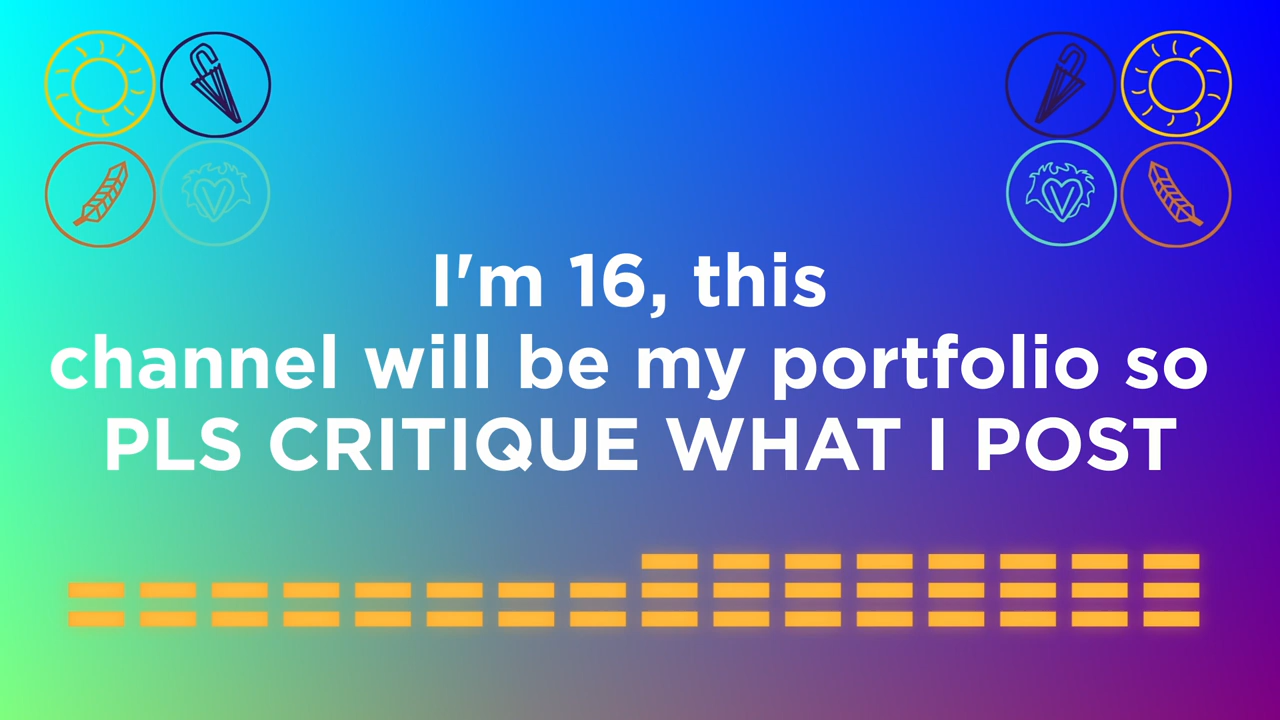 I'm 16, this
channel will be my portfolio so
PLS CRITIQUE WHAT I POST